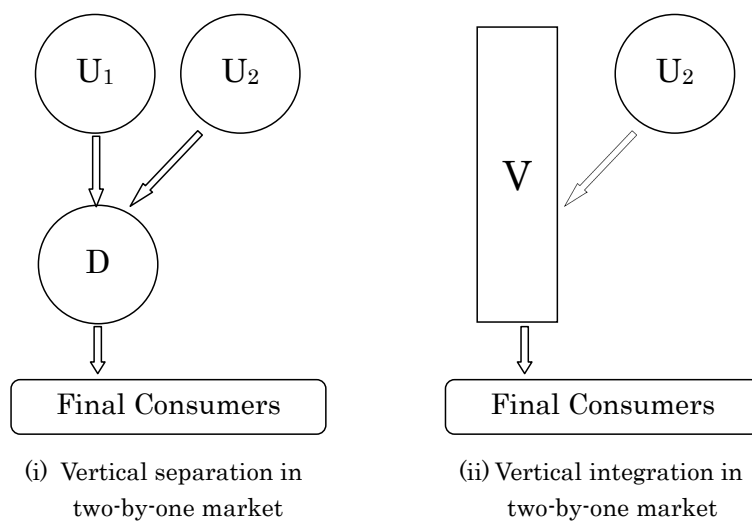 U1
U2
D
Final Consumers
(i) Vertical separation in
two-by-one market
V
U2
Final Consumers
(ii) Vertical integration in
two-by-one market